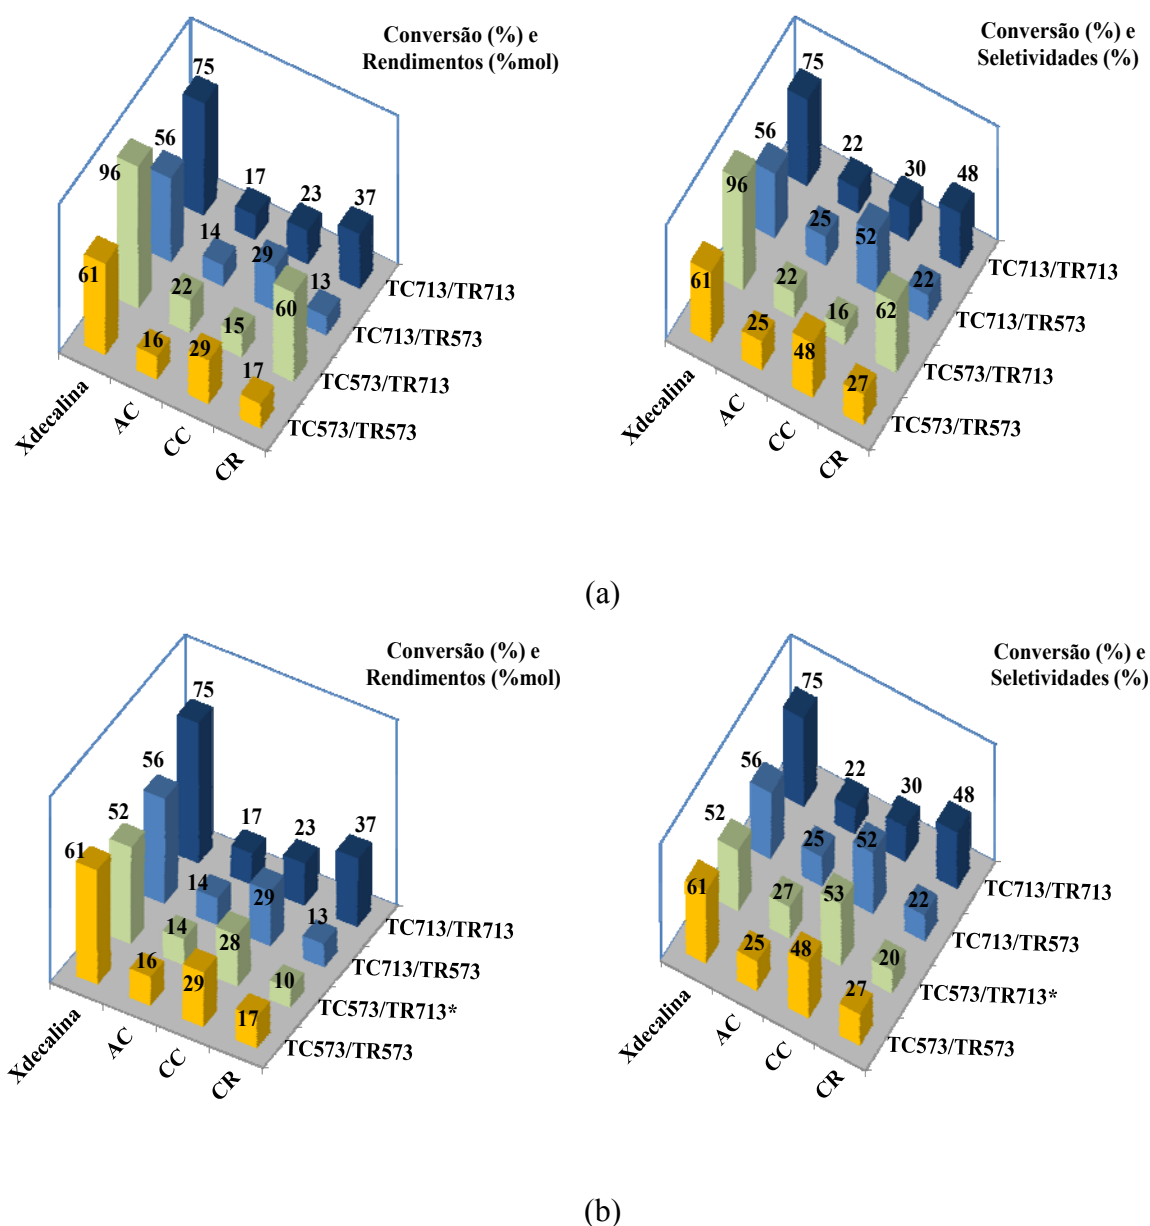 Conversão (%) e
Rendimentos (%mol)
75
56
96
17
23
37
61
14
29
13
22
15
60
16
29
17
TC713/TR713
TC713/TR573
TC573/TR713
TC573/TR573
Xdecalina
AC
CC
CR
Conversão (%) e
Seletividades (%)
75
56
96
22
30
48
61
25
52
22
22
16
62
25
48
27
TC713/TR713
TC713/TR573
TC573/TR713
TC573/TR573
Xdecalina
AC
CC
CR
(a)
Conversão (%) e
Rendimentos (%mol)
75
56
52
61
17
23
37
14
29
13
14
28
10
16
29
17
TC713/TR713
TC713/TR573
TC573/TR713*
TC573/TR573
Xdecalina
AC
CC
CR
Conversão (%) e
Seletividades (%)
75
56
52
61
22
30
48
25
52
22
27
53
20
25
48
27
TC713/TR713
TC713/TR573
TC573/TR713*
TC573/TR573
Xdecalina
AC
CC
CR
(b)